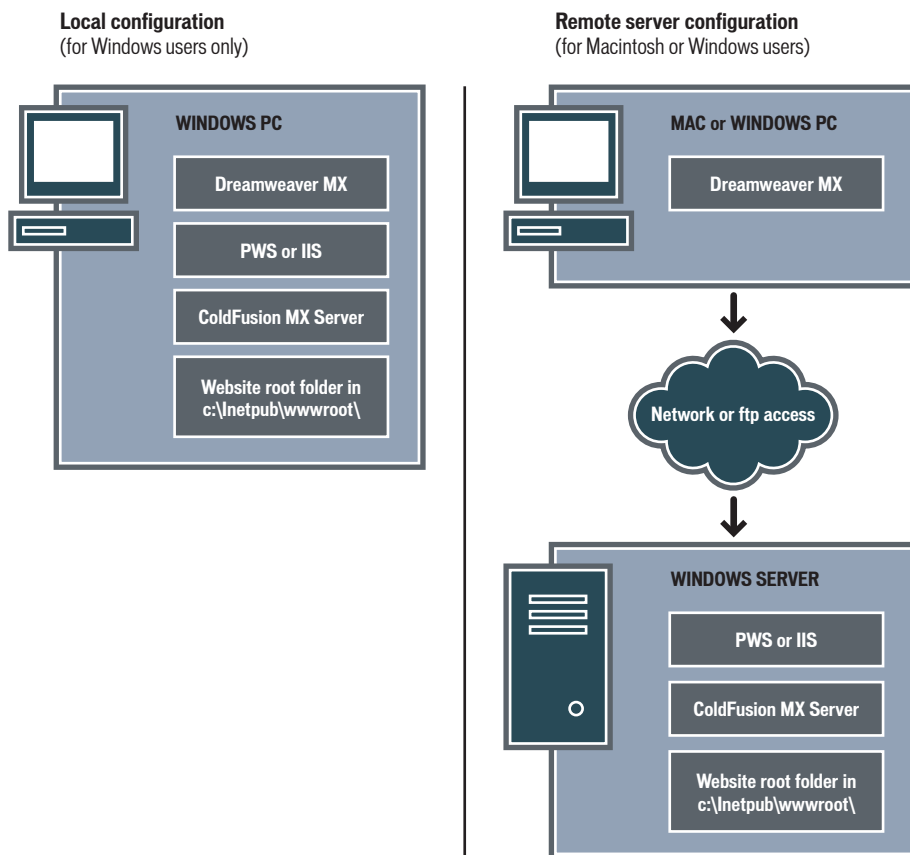 Local configuration
(for Windows users only)
WINDOWS PC
Dreamweaver MX
PWS or IIS
ColdFusion MX Server
Website root folder in
c:\Inetpub\wwwroot\
Remote server configuration
(for Macintosh or Windows users)
MAC or WINDOWS PC
Dreamweaver MX
Network or ftp access
WINDOWS SERVER
PWS or IIS
ColdFusion MX Server
Website root folder in
c:\Inetpub\wwwroot\